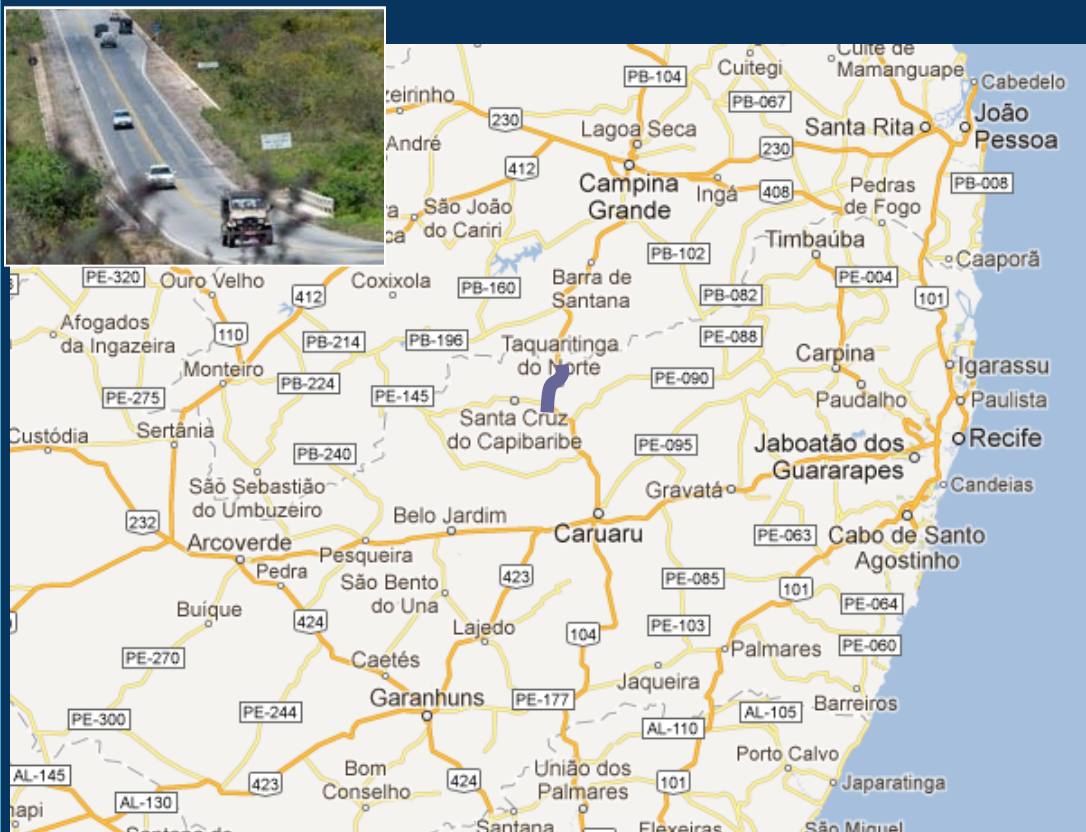 PB-104
Cuité de
Mamanguape
Cuitegi
Cabedelo
PB-067
João
Pessoa
230
Lagoa Seca
Santa Rita
André
230
412
Campina
Grande
Ingá
408
Pedras
de Fogo
PB-008
São João
do Cariri
Timbaúba
PB-102
Caaporã
PE-320
Ouro Velho
Coxixola
Barra de
Santana
PE-004
412
PB-160
PB-082
101
Afogados
da Ingazeira
110
PB-214
PB-196
Taquaritinga
do Norte
PE-088
Carpina
Igarassu
Monteiro
PB-224
PE-090
PE-275
PE-145
Paudalho
Paulista
Santa Cruz
do Capibaribe
Custódia
Sertânia
PB-240
PE-095
Jaboatão dos
Guararapes
Recife
São Sebastião
do Umbuzeiro
Gravatá
Candeias
232
Belo Jardim
Caruaru
PE-063
Cabo de Santo
Agostinho
Arcoverde
Pesqueira
Pedra
São Bento
do Una
423
PE-085
101
PE-064
Buíque
424
Lajedo
104
PE-103
PE-060
PE-270
Caetés
Palmares
Jaqueira
Garanhuns
PE-177
Barreiros
PE-300
PE-244
AL-105
AL-110
Porto Calvo
AL-145
423
Bom
Conselho
424
União dos
Palmares
101
Japaratinga
AL-130
Santana
Flexeiras
São Miguel